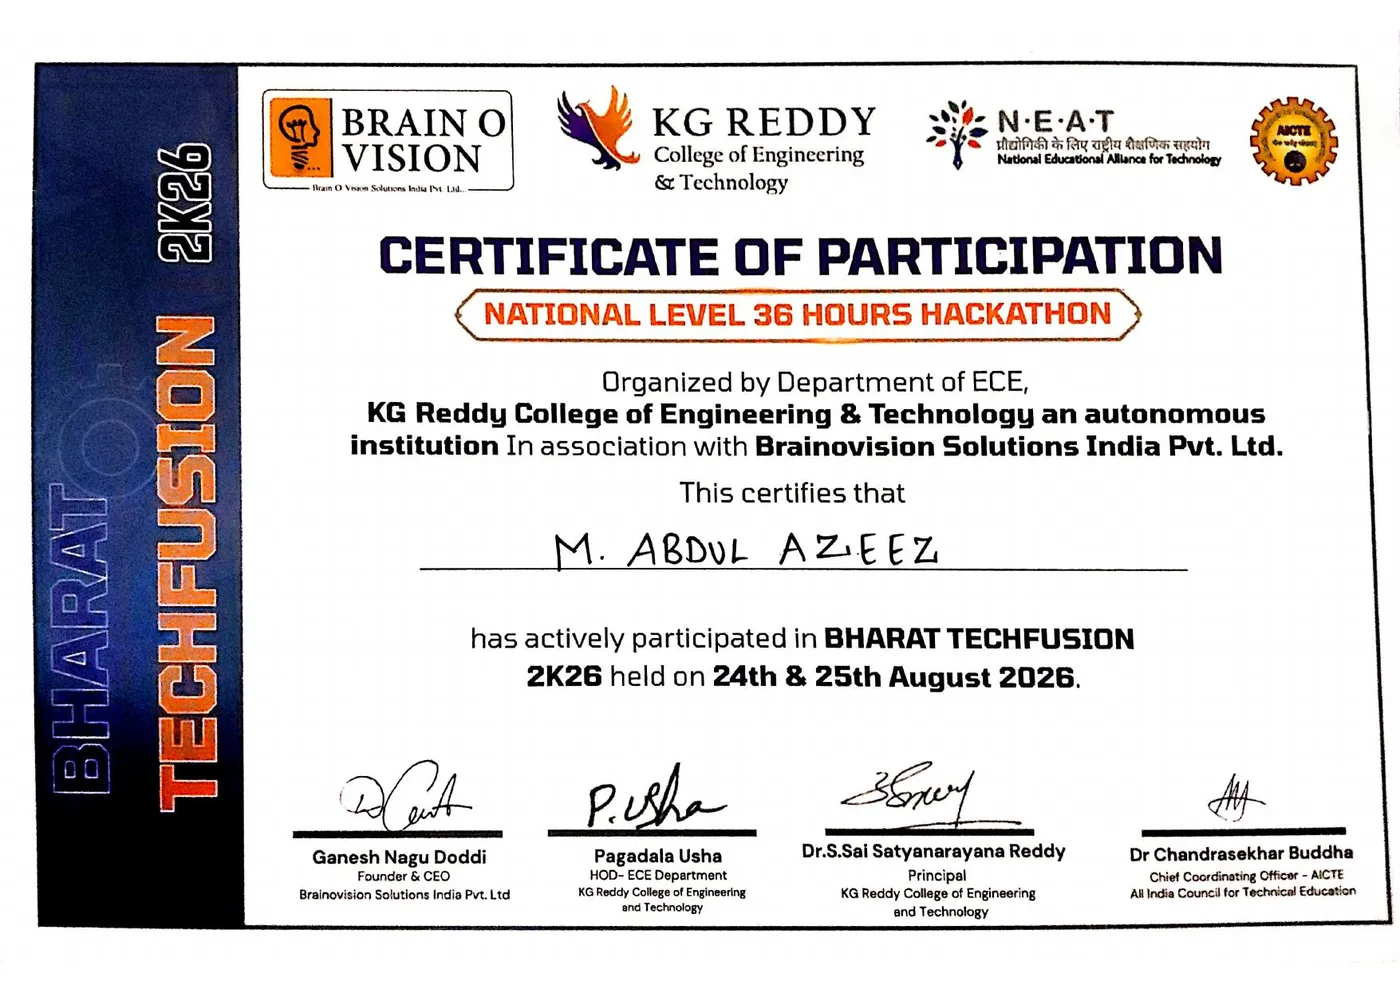 BRAIN O VISION
Brain O Vision Solutions India Pvt. Ltd..
KG REDDY
College of Engineering
& Technology
N·E·A·T
प्रौद्योगिकी के लिए राष्ट्रीय शैक्षणिक सहयोग
National Educational Alliance for Technology
AICTE
BHARAT
TECHFUSION 2K26
CERTIFICATE OF PARTICIPATION
NATIONAL LEVEL 36 HOURS HACKATHON
Organized by Department of ECE,
KG Reddy College of Engineering & Technology an autonomous
institution In association with Brainovision Solutions India Pvt. Ltd.
This certifies that
M. ABDUL AZEEZ
has actively participated in BHARAT TECHFUSION
2K26 held on 24th & 25th August 2026.
P. Usha
Ganesh Nagu Doddi
Founder & CEO
Brainovision Solutions India Pvt. Ltd
Pagadala Usha
HOD- ECE Department
KG Reddy College of Engineering
and Technology
Dr.S.Sai Satyanarayana Reddy
Principal
KG Reddy College of Engineering
and Technology
Dr Chandrasekhar Buddha
Chief Coordinating Officer - AICTE
All India Council for Technical Education